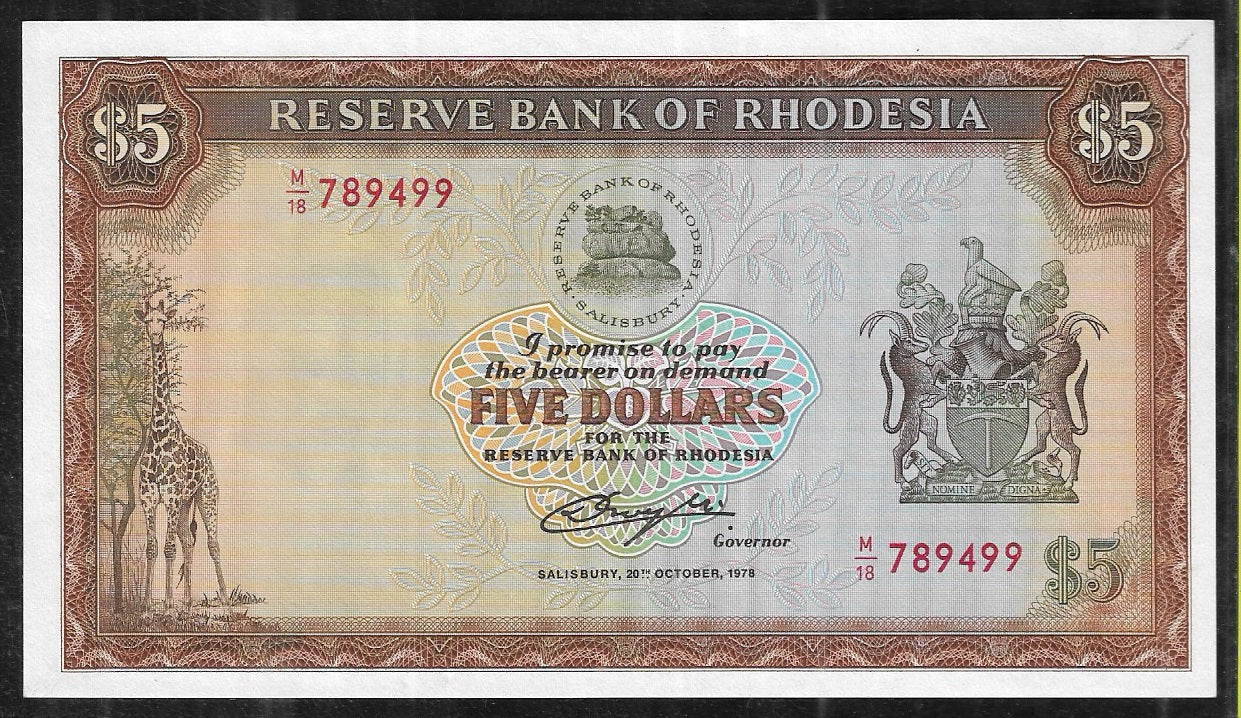 $5
RESERVE BANK OF RHODESIA
$5
M/18 789499
RESERVE BANK OF RHODESIA
· SALISBURY ·
I promise to pay
the bearer on demand
FIVE DOLLARS
FOR THE
RESERVE BANK OF RHODESIA
SIT NOMINE DIGNA
Governor
M/18 789499
$5
SALISBURY, 20TH OCTOBER, 1978